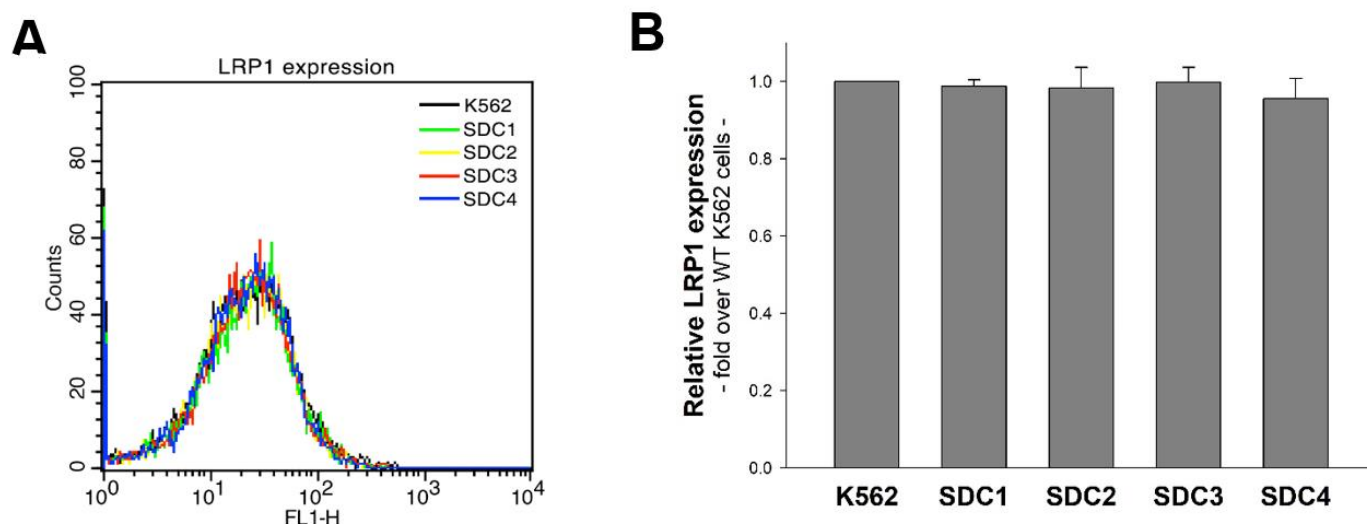 A
LRP1 expression
100
80
60
40
20
0
Counts
K562
SDC1
SDC2
SDC3
SDC4
10^0 10^1 10^2 10^3 10^4
FL1-H
B
Relative LRP1 expression
- fold over WT K562 cells -
1.0
0.8
0.6
0.4
0.2
0.0
K562 SDC1 SDC2 SDC3 SDC4